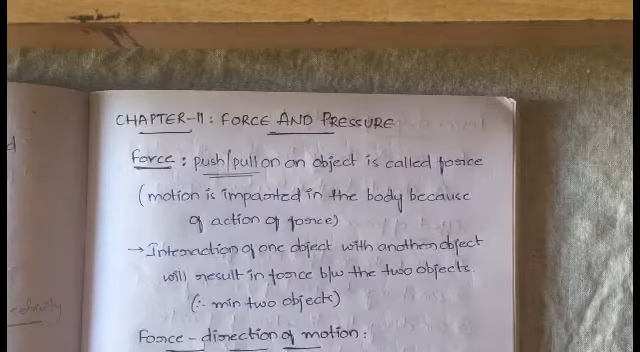 CHAPTER-11: FORCE AND PRESSURE
Force: push/pull on an object is called force
(motion is imparted in the body because
of action of force)
→ Interaction of one object with another object
will result in force b/w the two objects.
(∴ min two objects)
Force - direction of motion: